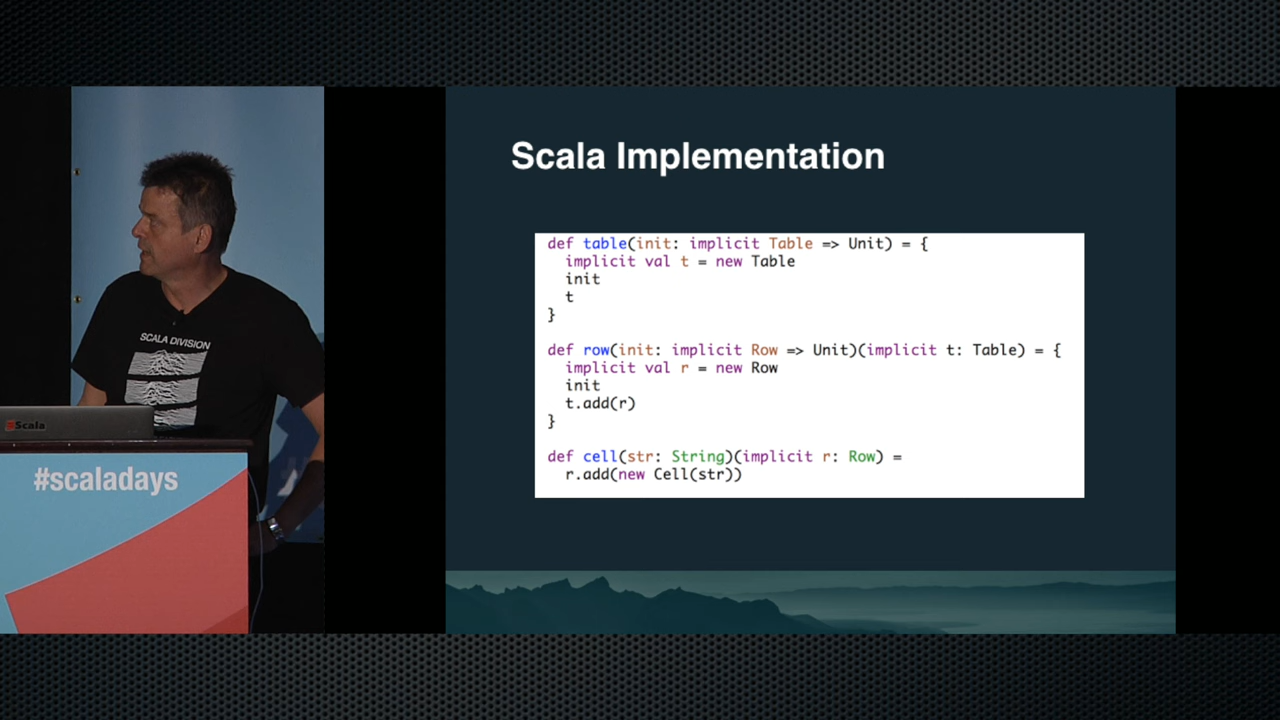 Scala Implementation
def table(init: implicit Table => Unit) = {
  implicit val t = new Table
  init
  t
}
def row(init: implicit Row => Unit)(implicit t: Table) = {
  implicit val r = new Row
  init
  t.add(r)
}
def cell(str: String)(implicit r: Row) =
  r.add(new Cell(str))
SCALA DIVISION
Scala
#scaladays